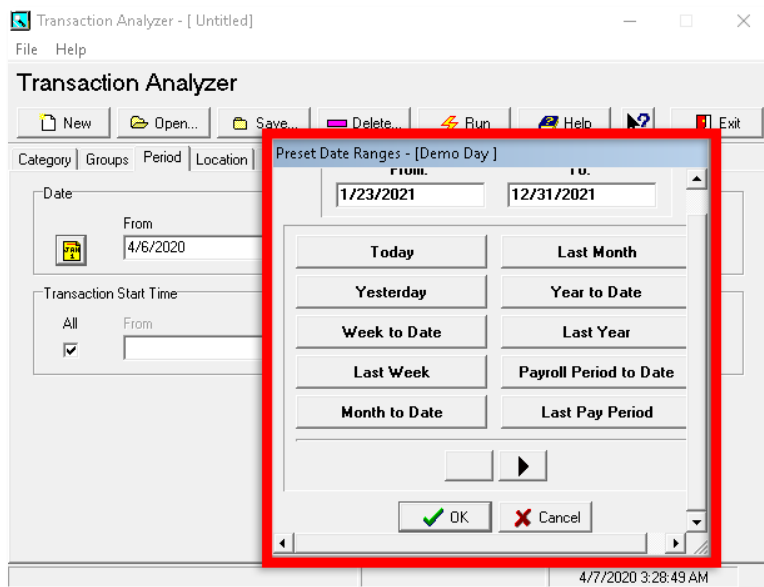 Transaction Analyzer - [ Untitled]
File Help
Transaction Analyzer
New Open... Save... Delete... Run Help Exit
Category Groups Period Location
Date
From
4/6/2020
Transaction Start Time
All From
Preset Date Ranges - [Demo Day ]
From: To:
1/23/2021 12/31/2021
Today Last Month
Yesterday Year to Date
Week to Date Last Year
Last Week Payroll Period to Date
Month to Date Last Pay Period
OK Cancel
4/7/2020 3:28:49 AM